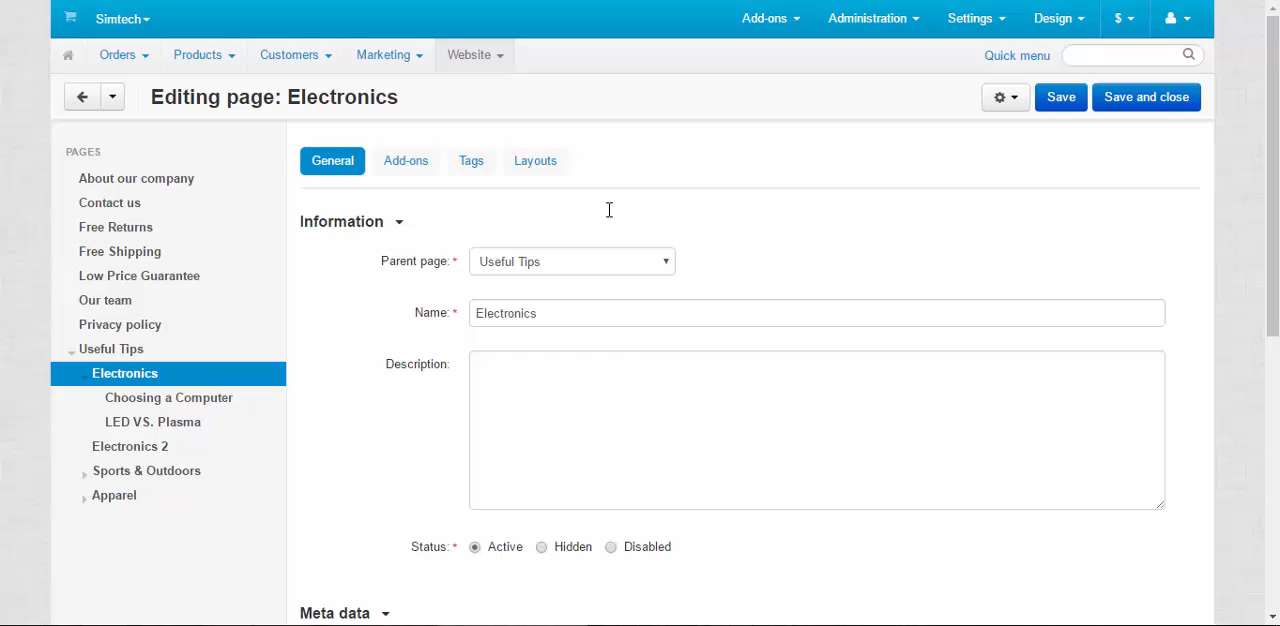 Simtech
Add-ons
Administration
Settings
Design
$
Orders
Products
Customers
Marketing
Website
Quick menu
Editing page: Electronics
Save
Save and close
PAGES
About our company
Contact us
Free Returns
Free Shipping
Low Price Guarantee
Our team
Privacy policy
Useful Tips
Electronics
Choosing a Computer
LED VS. Plasma
Electronics 2
Sports & Outdoors
Apparel
General
Add-ons
Tags
Layouts
Information
Parent page: *
Useful Tips
Name: *
Electronics
Description:
Status: *
Active
Hidden
Disabled
Meta data